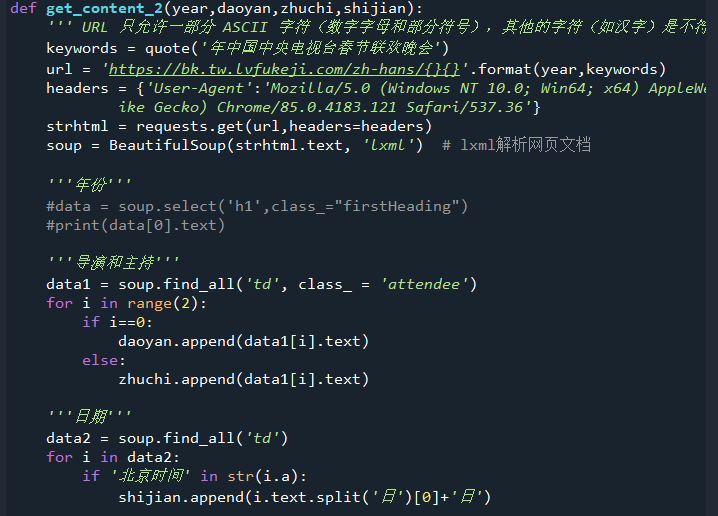 def get_content_2(year,daoyan,zhuchi,shijian):
''' URL 只允许一部分 ASCII 字符（数字字母和部分符号），其他的字符（如汉字）是不符
keywords = quote('年中国中央电视台春节联欢晚会')
url = 'https://bk.tw.lvfukeji.com/zh-hans/{}{}'.format(year,keywords)
headers = {'User-Agent':'Mozilla/5.0 (Windows NT 10.0; Win64; x64) AppleWe
ike Gecko) Chrome/85.0.4183.121 Safari/537.36'}
strhtml = requests.get(url,headers=headers)
soup = BeautifulSoup(strhtml.text, 'lxml')  # lxml解析网页文档
'''年份'''
#data = soup.select('h1',class_="firstHeading")
#print(data[0].text)
'''导演和主持'''
data1 = soup.find_all('td', class_ = 'attendee')
for i in range(2):
if i==0:
daoyan.append(data1[i].text)
else:
zhuchi.append(data1[i].text)
'''日期'''
data2 = soup.find_all('td')
for i in data2:
if '北京时间' in str(i.a):
shijian.append(i.text.split('日')[0]+'日')